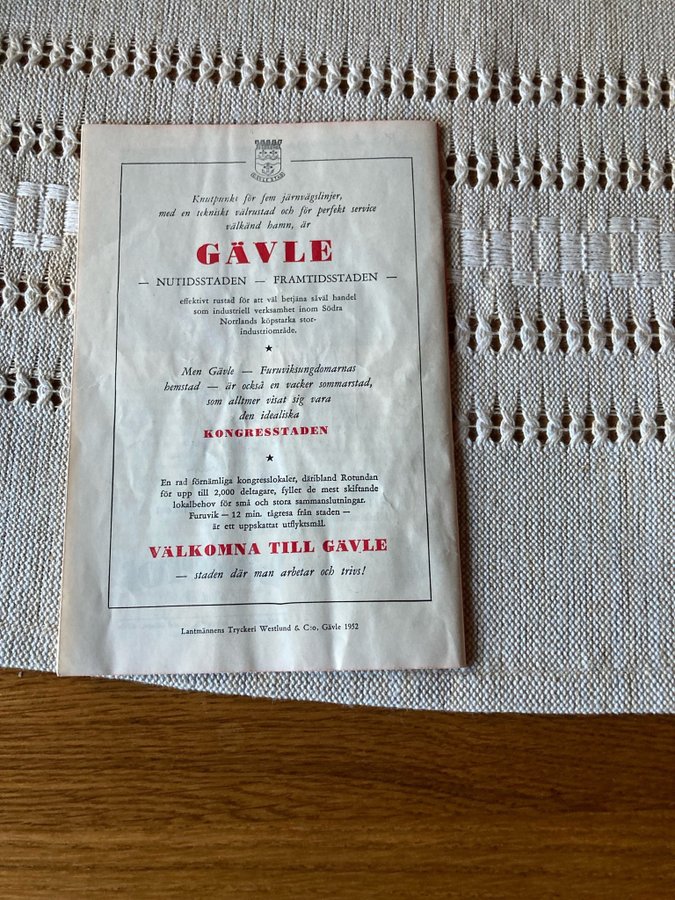 GÄVLE STAD
Knutpunkt för fem järnvägslinjer,
med en tekniskt välrustad och för perfekt service
välkänd hamn, är
GÄVLE
— NUTIDSSTADEN — FRAMTIDSSTADEN —
effektivt rustad för att väl betjäna såväl handel
som industriell verksamhet inom Södra
Norrlands köpstarka stor-
industriområde.
★
Men Gävle — Furuviksungdomarnas
hemstad — är också en vacker sommarstad,
som alltmer visat sig vara
den idealiska
KONGRESSTADEN
★
En rad förnämliga kongresslokaler, däribland Rotundan
för upp till 2,000 deltagare, fyller de mest skiftande
lokalbehov för små och stora sammanslutningar.
Furuvik — 12 min. tågresa från staden —
är ett uppskattat utflyktsmål.
VÄLKOMNA TILL GÄVLE
— staden där man arbetar och trivs!
Lantmännens Tryckeri Westlund & C:o, Gävle 1952